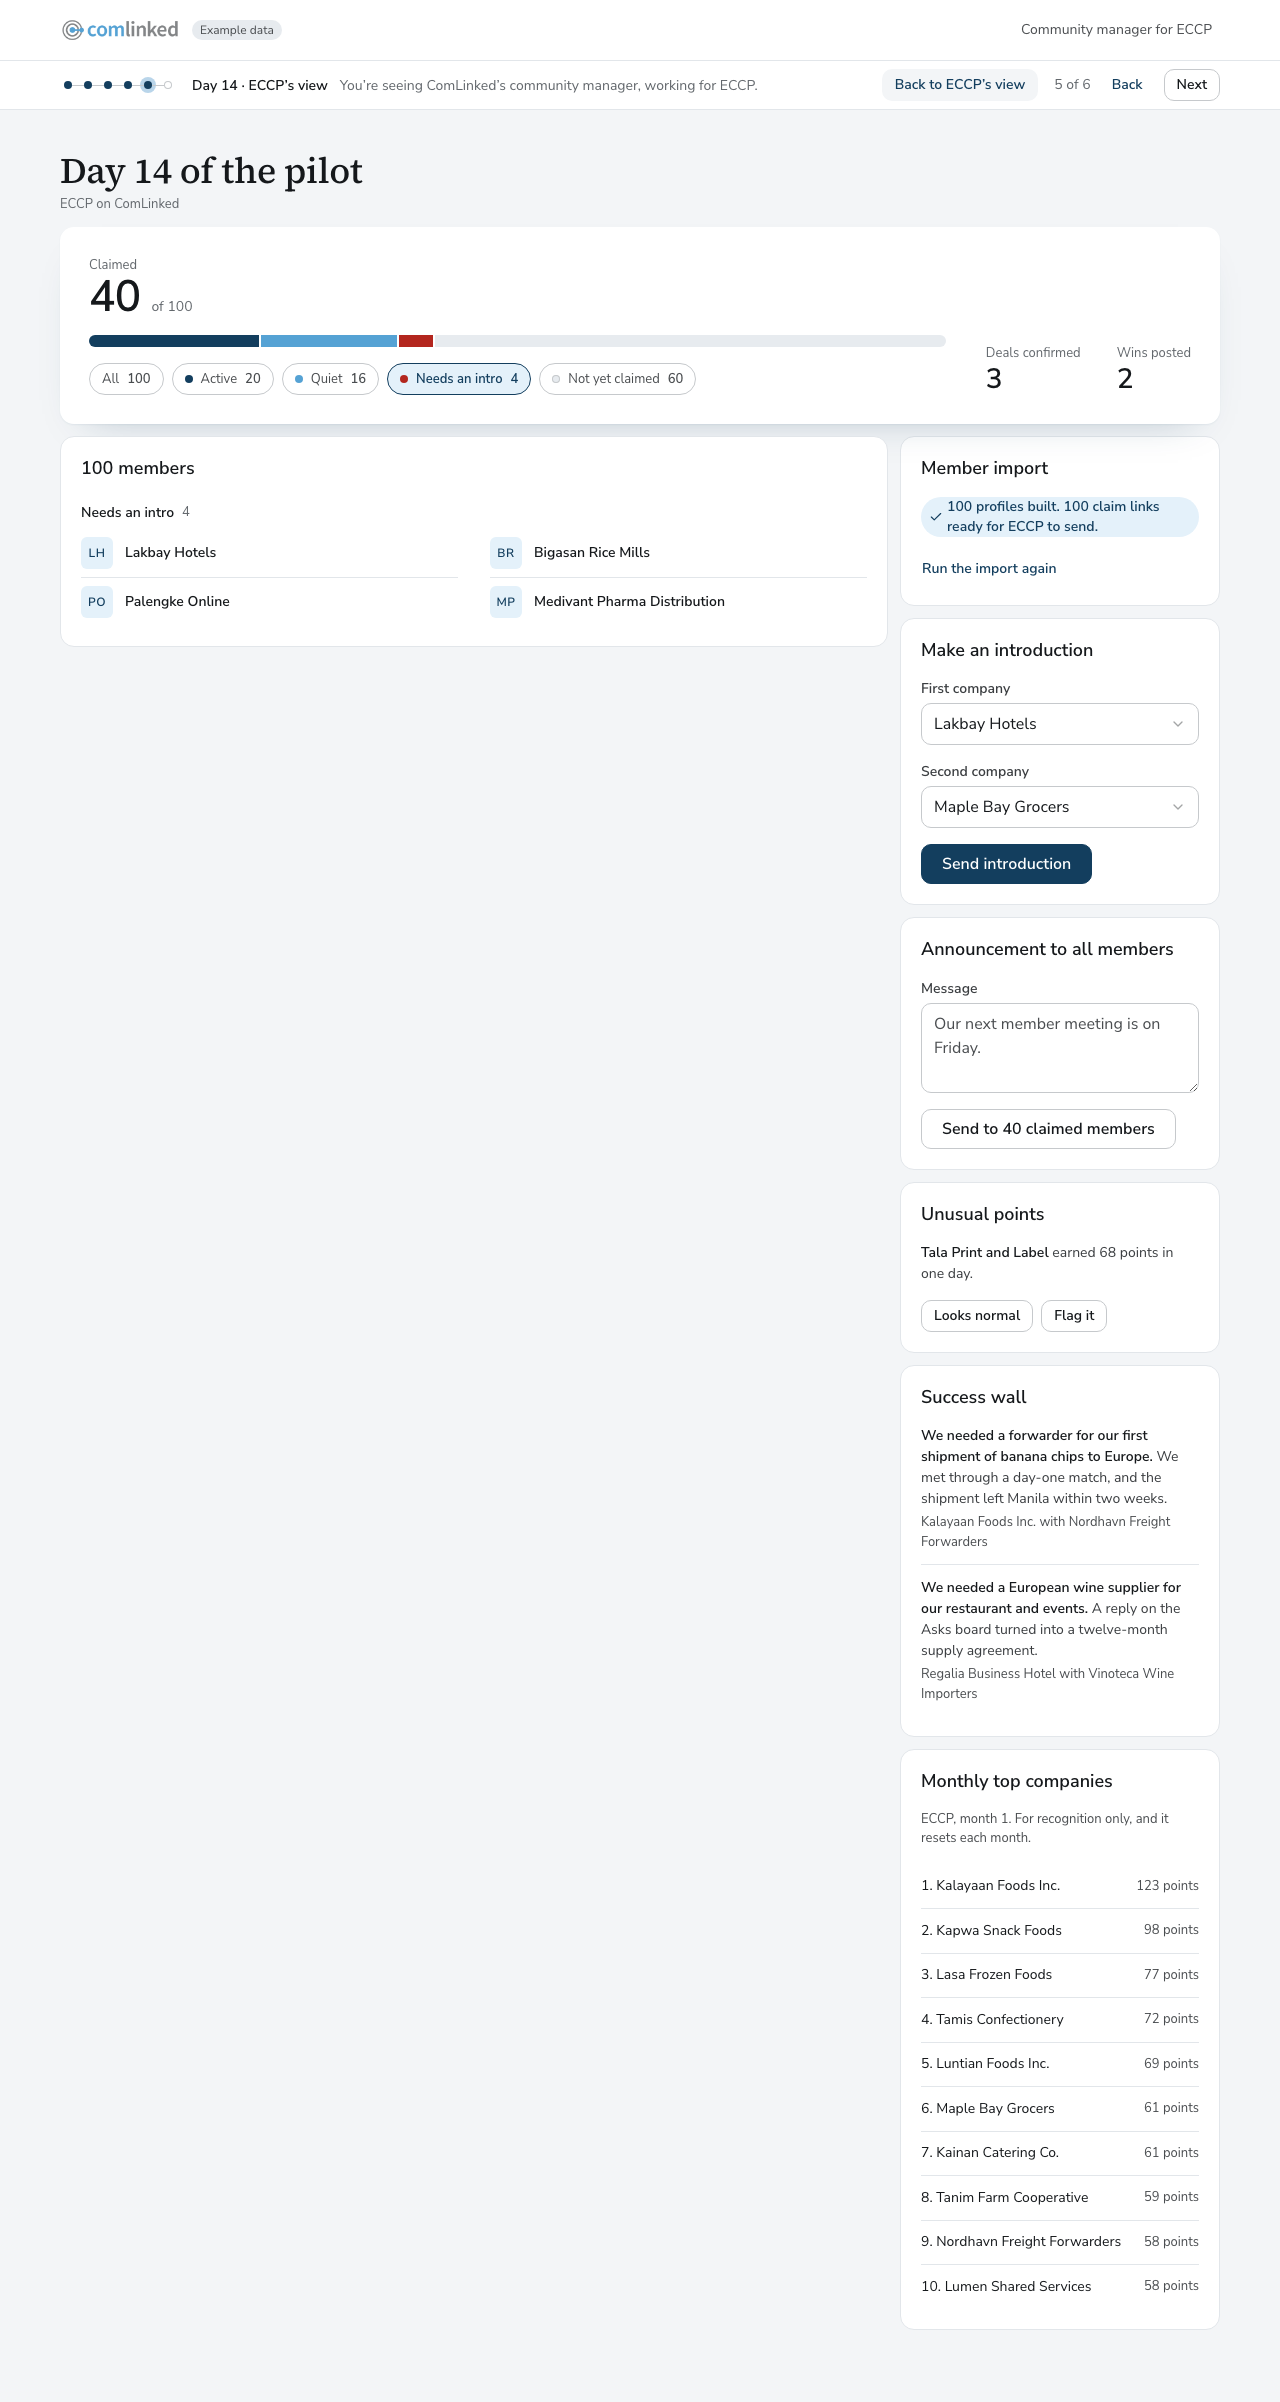 comlinked
Example data
Community manager for ECCP
Day 14 · ECCP’s view
You’re seeing ComLinked’s community manager, working for ECCP.
Back to ECCP’s view
5 of 6
Back
Next
Day 14 of the pilot
ECCP on ComLinked
Claimed
40 of 100
All 100
Active 20
Quiet 16
Needs an intro 4
Not yet claimed 60
Deals confirmed
3
Wins posted
2
100 members
Needs an intro 4
LH Lakbay Hotels
BR Bigasan Rice Mills
PO Palengke Online
MP Medivant Pharma Distribution
Member import
100 profiles built. 100 claim links
ready for ECCP to send.
Run the import again
Make an introduction
First company
Lakbay Hotels
Second company
Maple Bay Grocers
Send introduction
Announcement to all members
Message
Our next member meeting is on
Friday.
Send to 40 claimed members
Unusual points
Tala Print and Label earned 68 points in
one day.
Looks normal
Flag it
Success wall
We needed a forwarder for our first
shipment of banana chips to Europe. We
met through a day-one match, and the
shipment left Manila within two weeks.
Kalayaan Foods Inc. with Nordhavn Freight
Forwarders
We needed a European wine supplier for
our restaurant and events. A reply on the
Asks board turned into a twelve-month
supply agreement.
Regalia Business Hotel with Vinoteca Wine
Importers
Monthly top companies
ECCP, month 1. For recognition only, and it
resets each month.
1. Kalayaan Foods Inc. 123 points
2. Kapwa Snack Foods 98 points
3. Lasa Frozen Foods 77 points
4. Tamis Confectionery 72 points
5. Luntian Foods Inc. 69 points
6. Maple Bay Grocers 61 points
7. Kainan Catering Co. 61 points
8. Tanim Farm Cooperative 59 points
9. Nordhavn Freight Forwarders 58 points
10. Lumen Shared Services 58 points